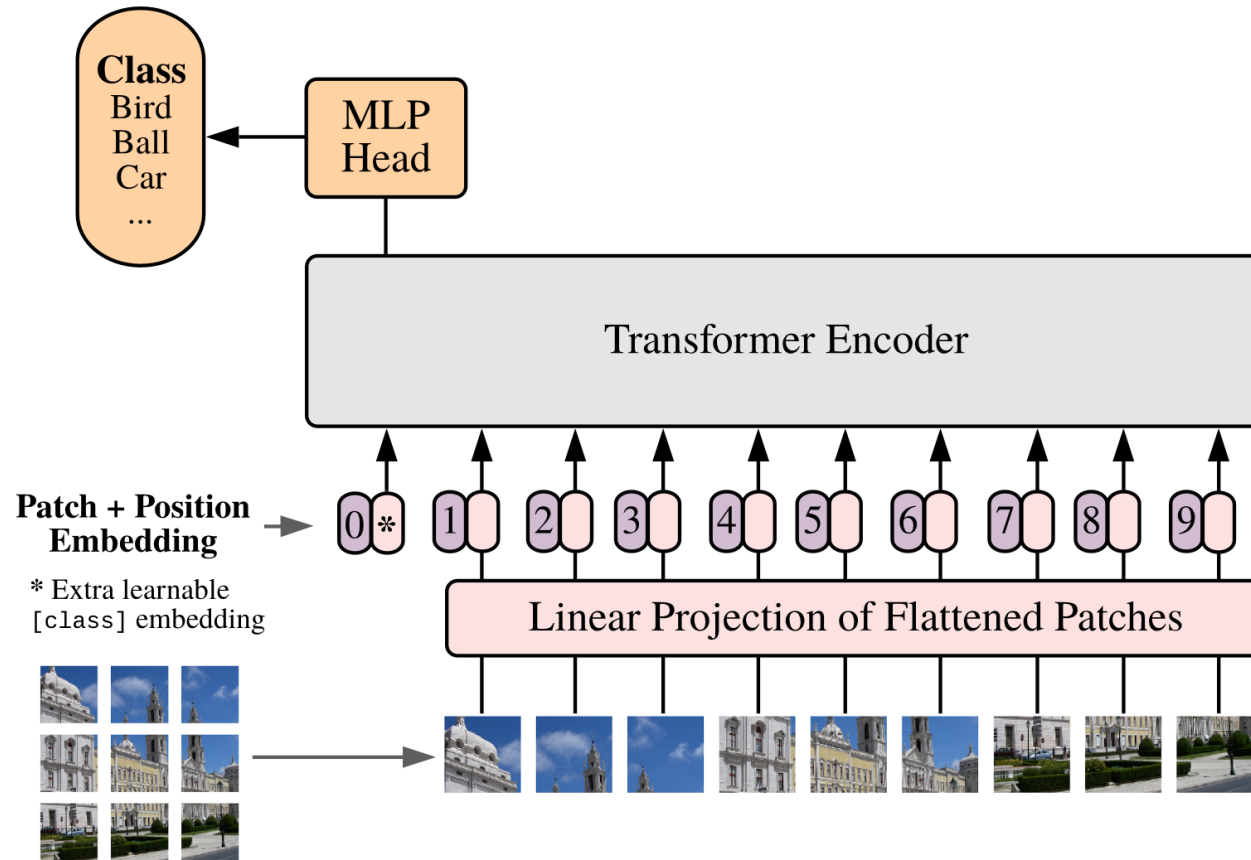 Class
Bird
Ball
Car
...
MLP
Head
Transformer Encoder
Patch + Position
Embedding
0 * 1 2 3 4 5 6 7 8 9
* Extra learnable
[class] embedding
Linear Projection of Flattened Patches